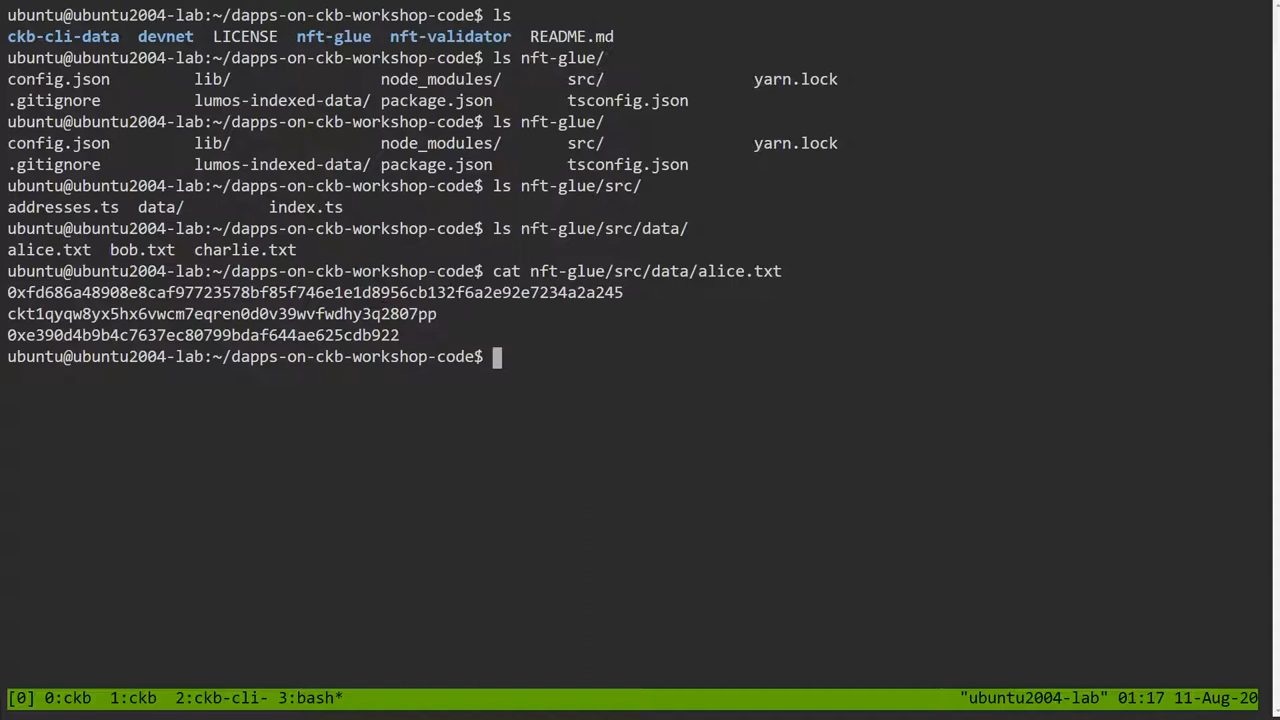 ubuntu@ubuntu2004-lab:~/dapps-on-ckb-workshop-code$ ls
ckb-cli-data devnet LICENSE nft-glue nft-validator README.md
ubuntu@ubuntu2004-lab:~/dapps-on-ckb-workshop-code$ ls nft-glue/
config.json lib/ node_modules/ src/ yarn.lock
.gitignore lumos-indexed-data/ package.json tsconfig.json
ubuntu@ubuntu2004-lab:~/dapps-on-ckb-workshop-code$ ls nft-glue/
config.json lib/ node_modules/ src/ yarn.lock
.gitignore lumos-indexed-data/ package.json tsconfig.json
ubuntu@ubuntu2004-lab:~/dapps-on-ckb-workshop-code$ ls nft-glue/src/
addresses.ts data/ index.ts
ubuntu@ubuntu2004-lab:~/dapps-on-ckb-workshop-code$ ls nft-glue/src/data/
alice.txt bob.txt charlie.txt
ubuntu@ubuntu2004-lab:~/dapps-on-ckb-workshop-code$ cat nft-glue/src/data/alice.txt
0xfd686a48908e8caf97723578bf85f746e1e1d8956cb132f6a2e92e7234a2a245
ckt1qyqw8yx5hx6vwcm7eqren0d0v39wvfwdhy3q2807pp
0xe390d4b9b4c7637ec80799bdaf644ae625cdb922
ubuntu@ubuntu2004-lab:~/dapps-on-ckb-workshop-code$
[0] 0:ckb 1:ckb 2:ckb-cli- 3:bash* "ubuntu2004-lab" 01:17 11-Aug-20